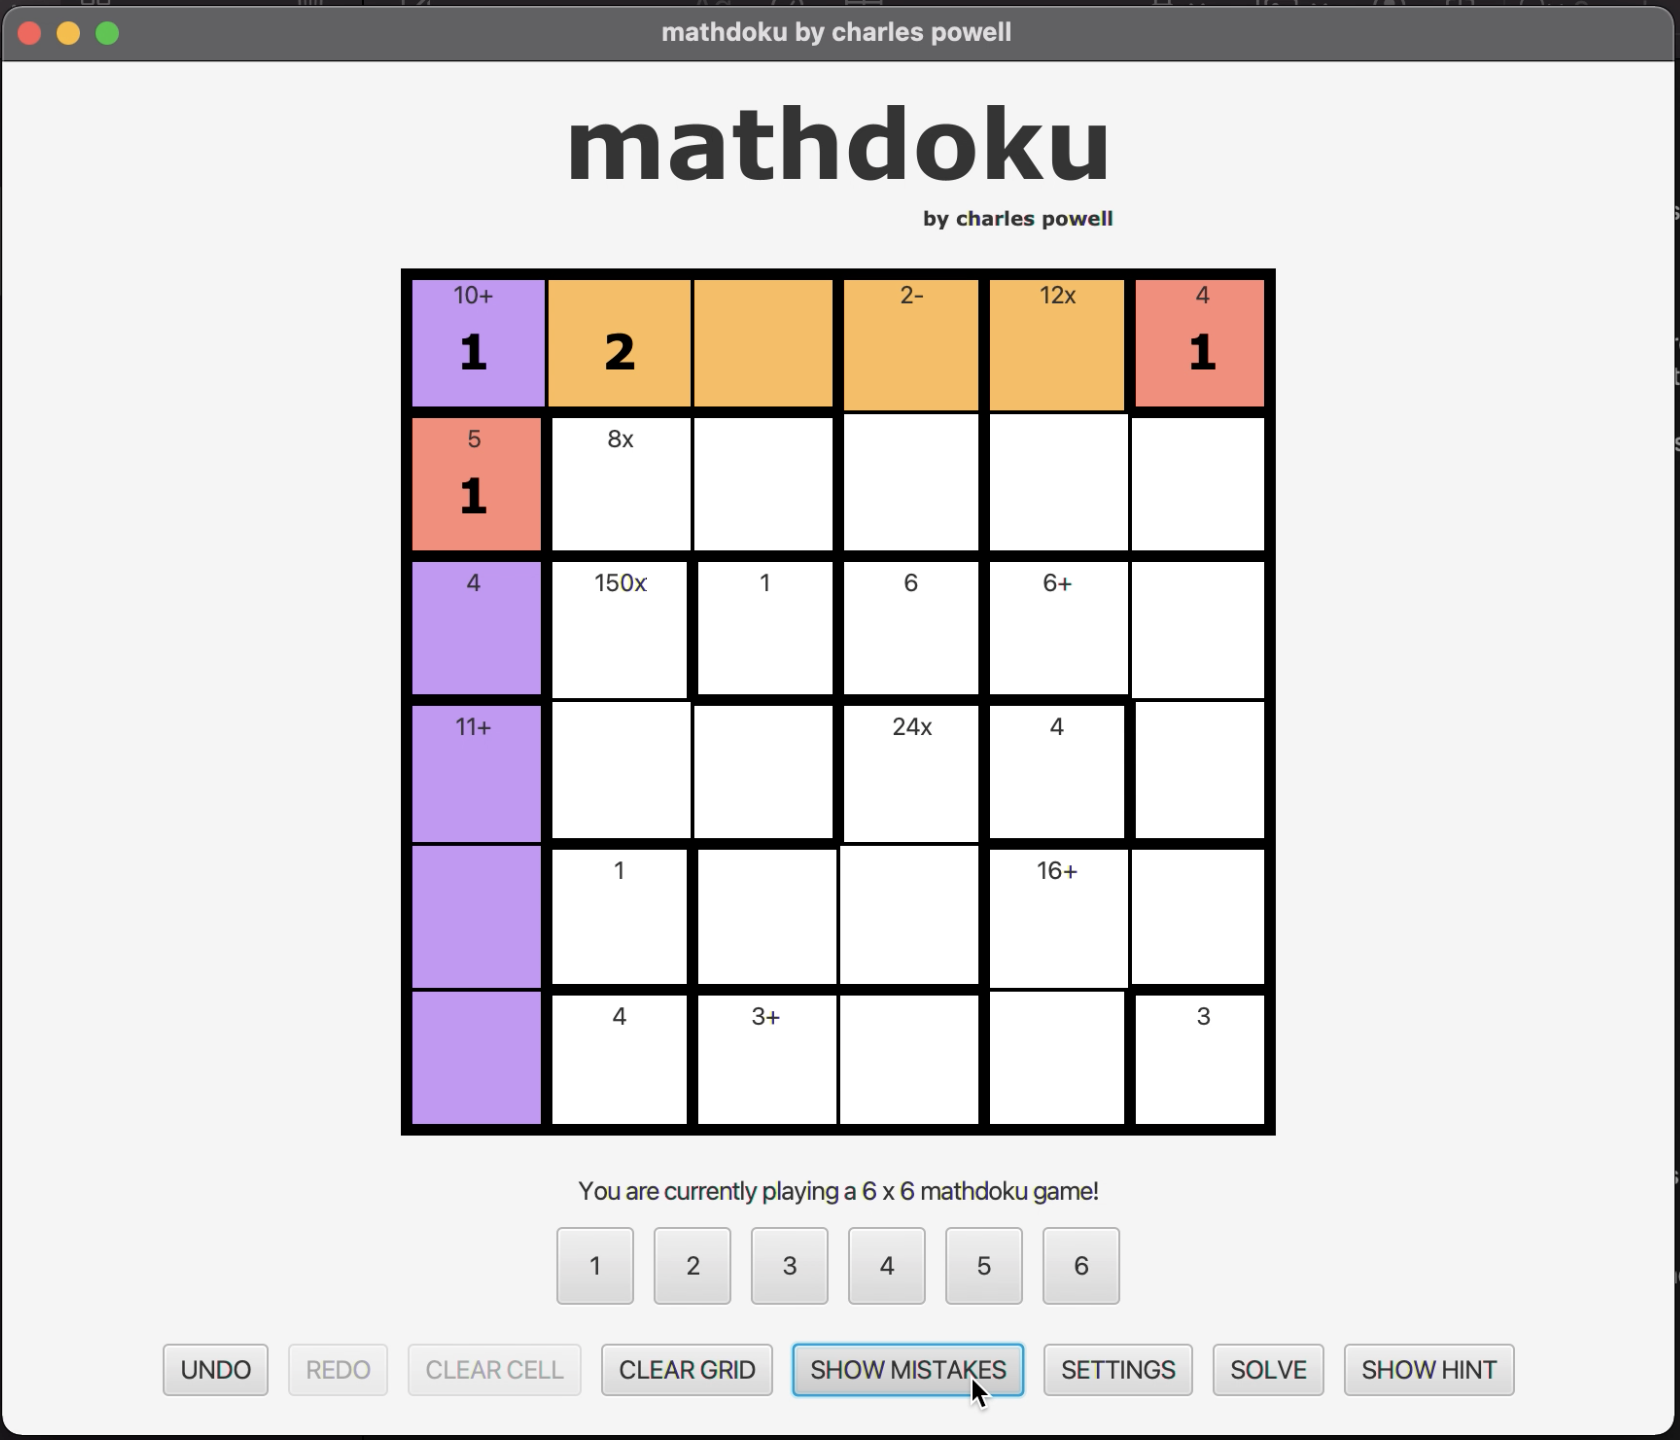 mathdoku by charles powell
mathdoku
by charles powell
10+ 2- 12x 4
1 2 1
5 8x
1
4 150x 1 6 6+
11+ 24x 4
1 16+
4 3+ 3
You are currently playing a 6 x 6 mathdoku game!
1 2 3 4 5 6
UNDO REDO CLEAR CELL CLEAR GRID SHOW MISTAKES SETTINGS SOLVE SHOW HINT